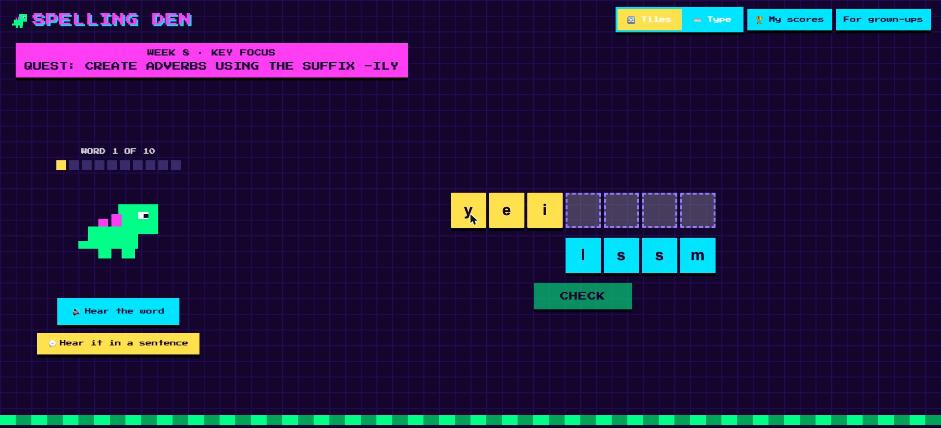 SPELLING DEN
Tiles
Type
My scores
For grown-ups
WEEK 8 · KEY FOCUS
QUEST: CREATE ADVERBS USING THE SUFFIX -ILY
WORD 1 OF 10
y e i
l s s m
CHECK
Hear the word
Hear it in a sentence